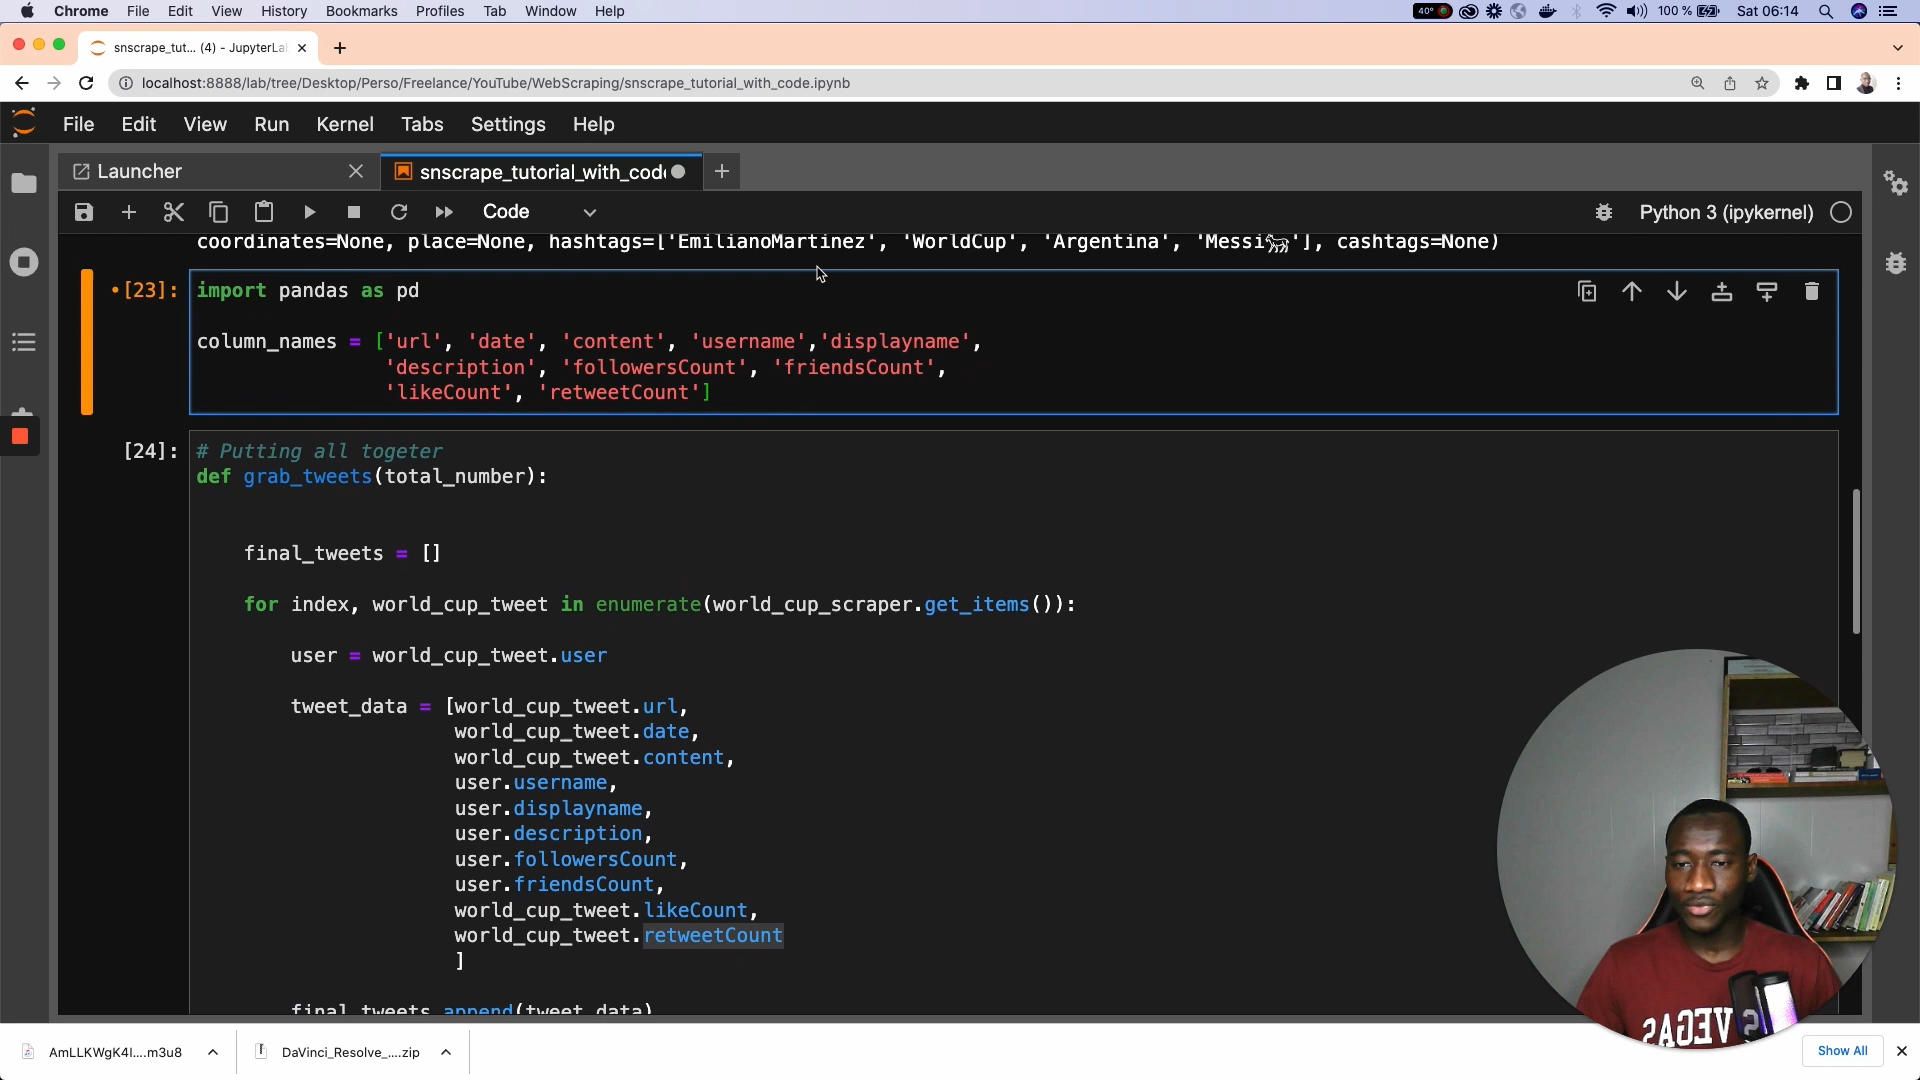 Chrome File Edit View History Bookmarks Profiles Tab Window Help 40° 100 % Sat 06:14
snscrape_tut... (4) - JupyterLa
localhost:8888/lab/tree/Desktop/Perso/Freelance/YouTube/WebScraping/snscrape_tutorial_with_code.ipynb
File Edit View Run Kernel Tabs Settings Help
Launcher snscrape_tutorial_with_cod
Code Python 3 (ipykernel)
coordinates=None, place=None, hashtags=['EmilianoMartinez', 'WorldCup', 'Argentina', 'Messi🐐'], cashtags=None)
•[23]: import pandas as pd
column_names = ['url', 'date', 'content', 'username','displayname',
'description', 'followersCount', 'friendsCount',
'likeCount', 'retweetCount']
[24]: # Putting all togeter
def grab_tweets(total_number):
final_tweets = []
for index, world_cup_tweet in enumerate(world_cup_scraper.get_items()):
user = world_cup_tweet.user
tweet_data = [world_cup_tweet.url,
world_cup_tweet.date,
world_cup_tweet.content,
user.username,
user.displayname,
user.description,
user.followersCount,
user.friendsCount,
world_cup_tweet.likeCount,
world_cup_tweet.retweetCount
]
final_tweets.append(tweet_data)
VEGAS
AmLLKWgK4l....m3u8 DaVinci_Resolve_....zip Show All